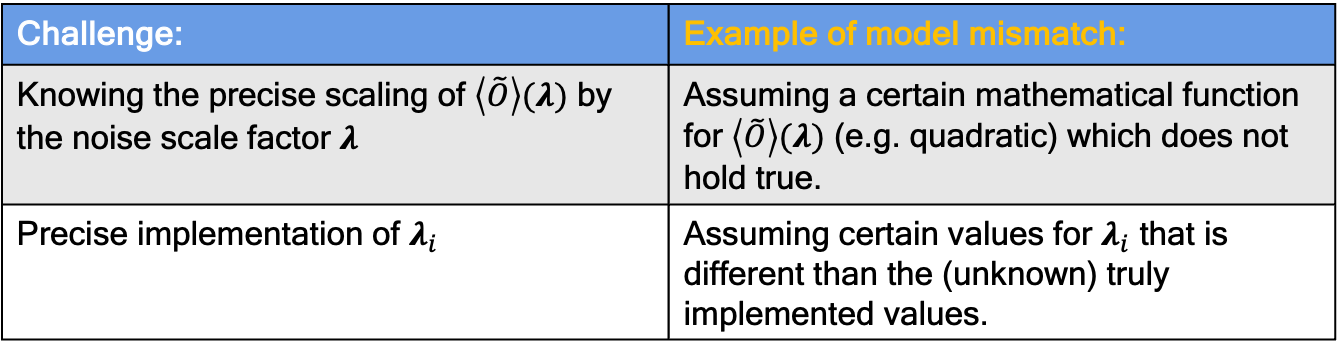 Challenge:
Example of model mismatch:
Knowing the precise scaling of ⟨Õ⟩(λ) by
the noise scale factor λ
Assuming a certain mathematical function
for ⟨Õ⟩(λ) (e.g. quadratic) which does not
hold true.
Precise implementation of λᵢ
Assuming certain values for λᵢ that is
different than the (unknown) truly
implemented values.